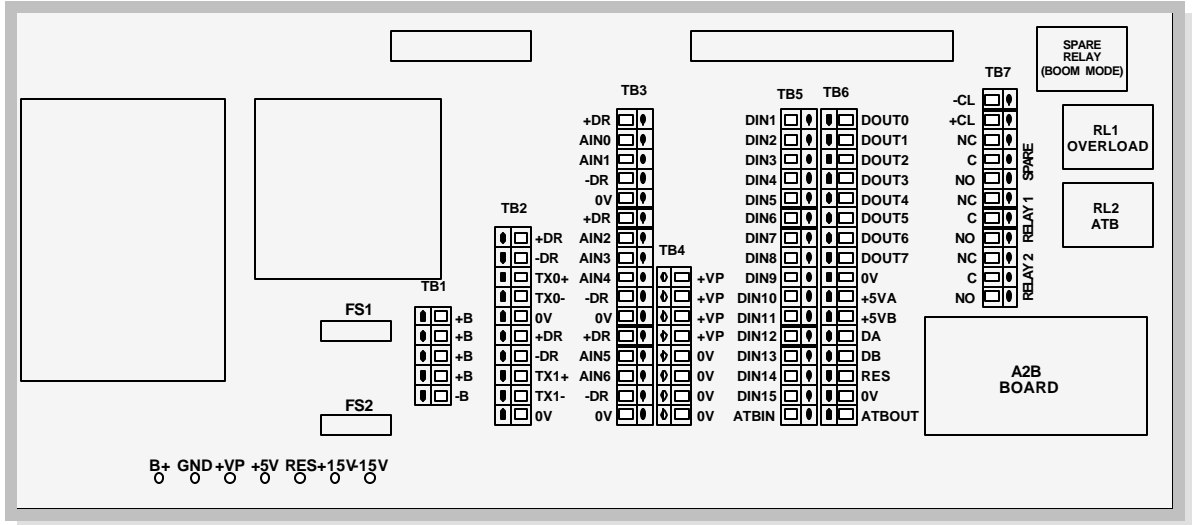 SPARE
RELAY
(BOOM MODE)
TB7
-CL
+CL
NC
C
NO
NC
C
NO
NC
C
NO
SPARE
RELAY 1
RELAY 2
RL1
OVERLOAD
RL2
ATB
A2B
BOARD
TB3
+DR
AIN0
AIN1
-DR
0V
+DR
AIN2
AIN3
AIN4
-DR
0V
+DR
AIN5
AIN6
-DR
0V
TB4
+VP
+VP
+VP
+VP
0V
0V
0V
0V
TB5
DIN1
DIN2
DIN3
DIN4
DIN5
DIN6
DIN7
DIN8
DIN9
DIN10
DIN11
DIN12
DIN13
DIN14
DIN15
ATBIN
TB6
DOUT0
DOUT1
DOUT2
DOUT3
DOUT4
DOUT5
DOUT6
DOUT7
0V
+5VA
+5VB
DA
DB
RES
0V
ATBOUT
TB2
+DR
-DR
TX0+
TX0-
0V
+DR
-DR
TX1+
TX1-
0V
TB1
+B
+B
+B
+B
-B
FS1
FS2
B+ GND +VP +5V RES +15V -15V